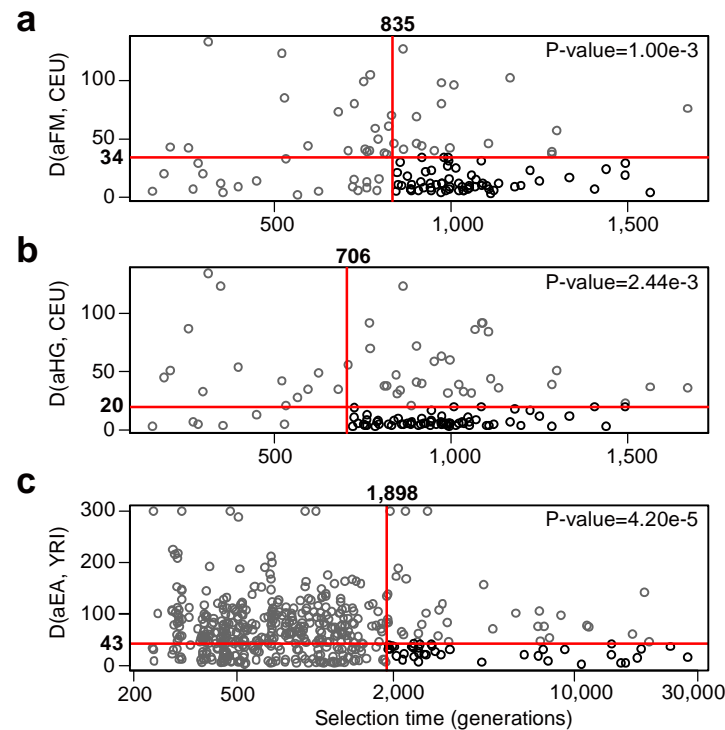 a
835
P-value=1.00e-3
D(aFM, CEU)
100
50
34
0
500
1,000
1,500
b
706
P-value=2.44e-3
D(aHG, CEU)
100
50
20
0
500
1,000
1,500
c
1,898
P-value=4.20e-5
D(aEA, YRI)
300
200
100
43
0
200
500
2,000
10,000
30,000
Selection time (generations)